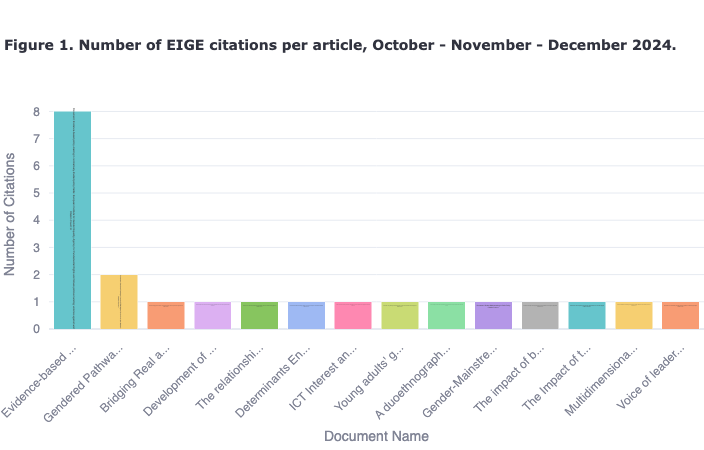 Figure 1. Number of EIGE citations per article, October - November - December 2024.
Number of Citations
8
7
6
5
4
3
2
1
0
Evidence-based ...
Gendered Pathwa...
Bridging Real a...
Development of ...
The relationshi...
Determinants En...
ICT Interest an...
Young adults' g...
A duoethnograph...
Gender-Mainstre...
The impact of b...
The Impact of t...
Multidimensiona...
Voice of leader...
Document Name